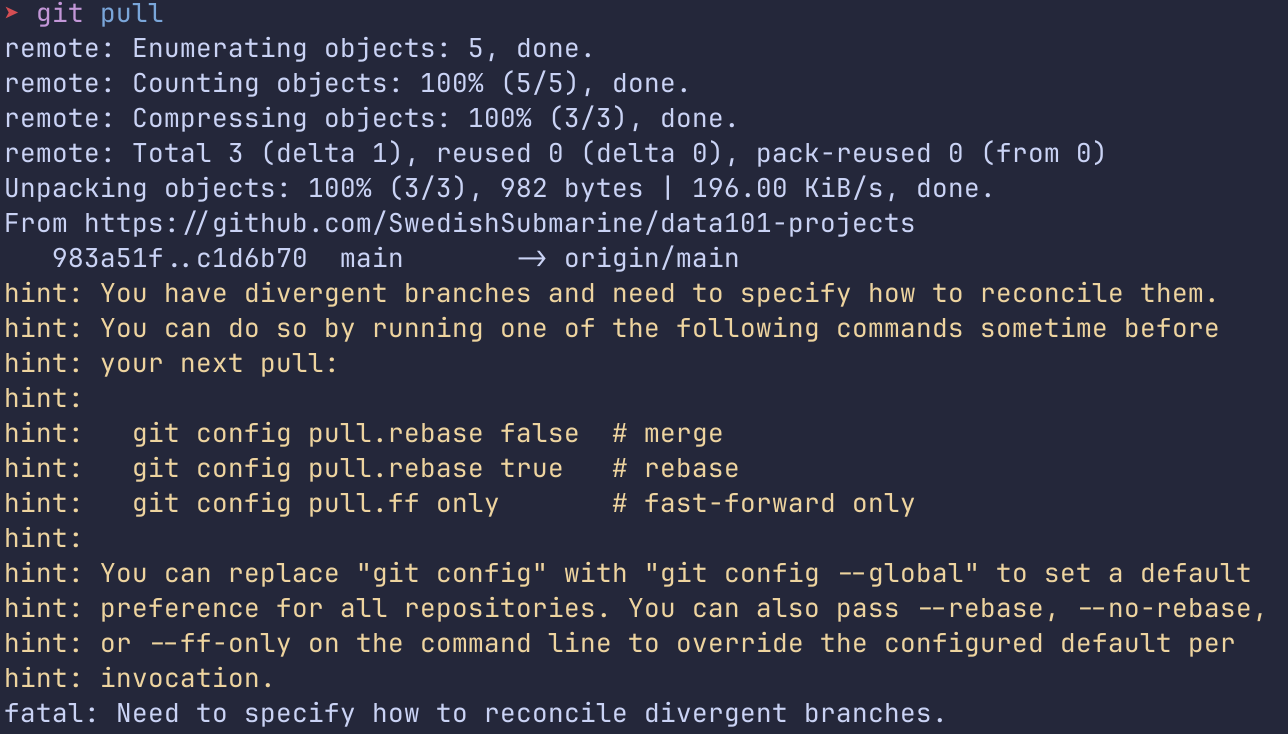 ➤ git pull
remote: Enumerating objects: 5, done.
remote: Counting objects: 100% (5/5), done.
remote: Compressing objects: 100% (3/3), done.
remote: Total 3 (delta 1), reused 0 (delta 0), pack-reused 0 (from 0)
Unpacking objects: 100% (3/3), 982 bytes | 196.00 KiB/s, done.
From https://github.com/SwedishSubmarine/data101-projects
   983a51f..c1d6b70  main       -> origin/main
hint: You have divergent branches and need to specify how to reconcile them.
hint: You can do so by running one of the following commands sometime before
hint: your next pull:
hint:
hint:   git config pull.rebase false  # merge
hint:   git config pull.rebase true   # rebase
hint:   git config pull.ff only       # fast-forward only
hint:
hint: You can replace "git config" with "git config --global" to set a default
hint: preference for all repositories. You can also pass --rebase, --no-rebase,
hint: or --ff-only on the command line to override the configured default per
hint: invocation.
fatal: Need to specify how to reconcile divergent branches.